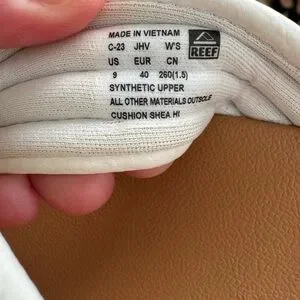 MADE IN VIETNAM
C-23 JHV W'S
US EUR CN
9 40 260(1.5)
REEF
SYNTHETIC UPPER
ALL OTHER MATERIALS OUTSOLE
CUSHION SHEA HI